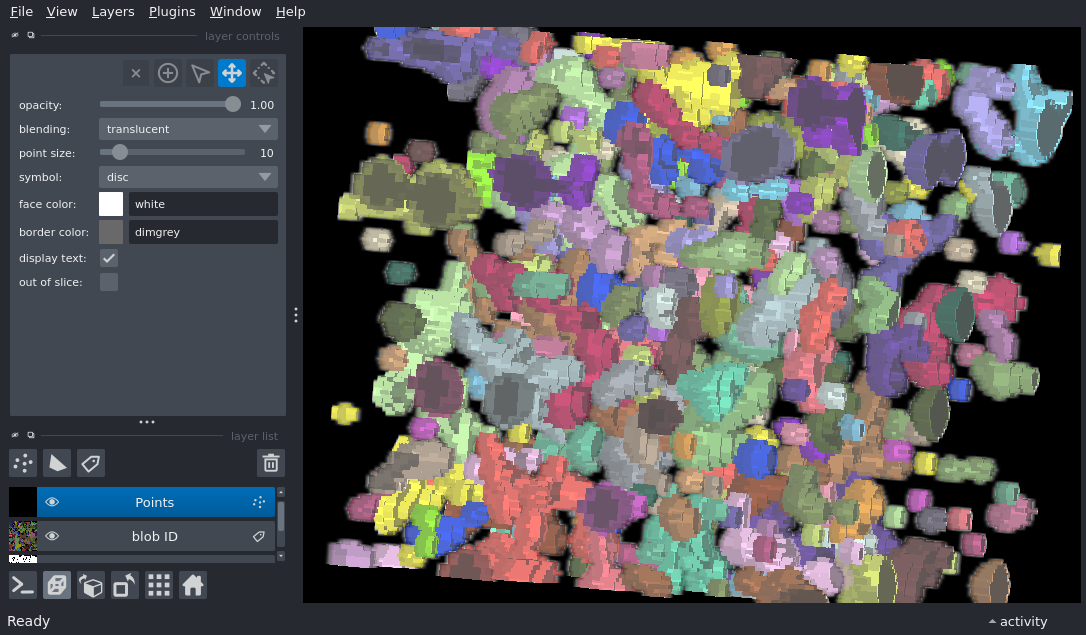 File View Layers Plugins Window Help
layer controls
opacity: 1.00
blending: translucent
point size: 10
symbol: disc
face color: white
border color: dimgrey
display text:
out of slice:
layer list
Points
blob ID
Ready
activity